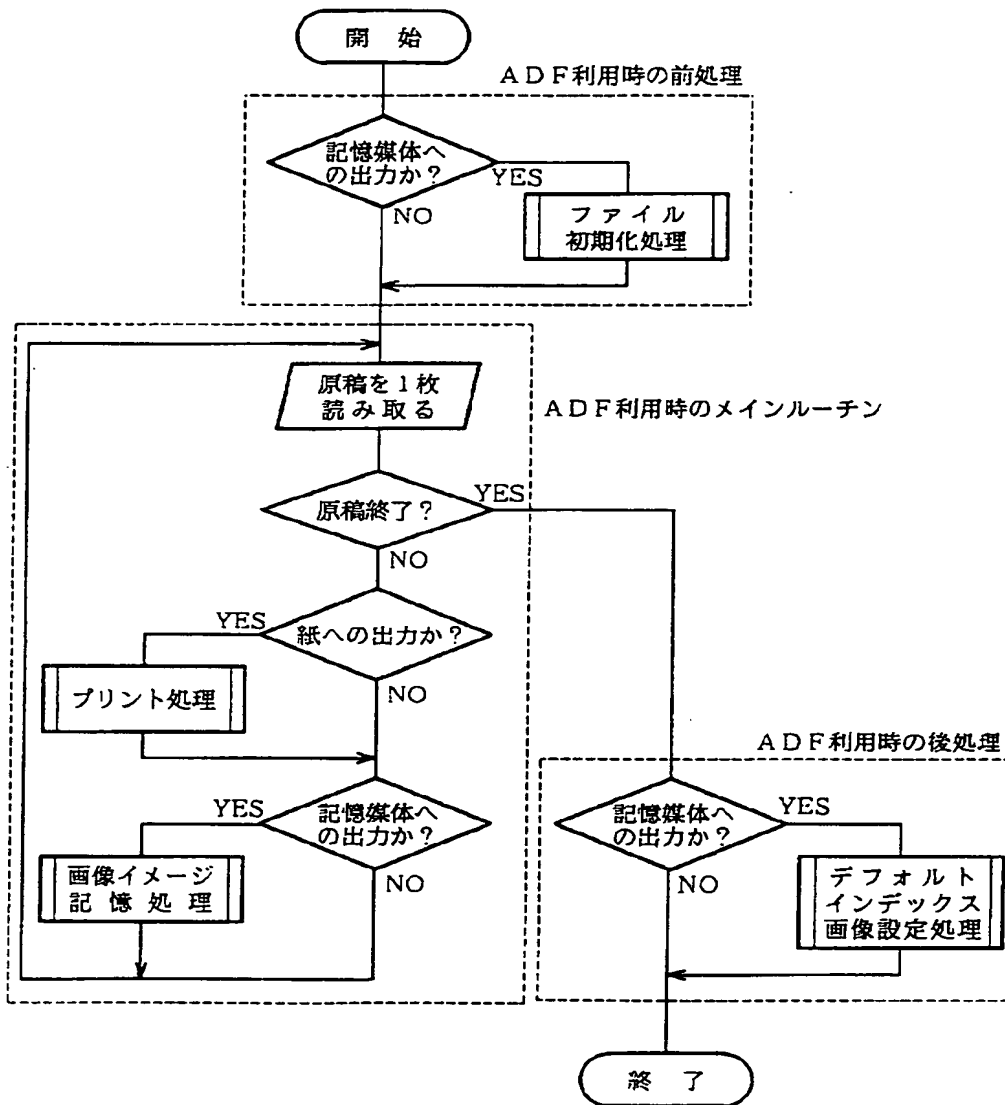 開始
ADF利用時の前処理
記憶媒体へ
の出力か?
YES
NO
ファイル
初期化処理
原稿を1枚
読み取る
ADF利用時のメインルーチン
原稿終了?
YES
NO
紙への出力か?
YES
NO
プリント処理
ADF利用時の後処理
記憶媒体へ
の出力か?
YES
NO
画像イメージ
記憶処理
記憶媒体へ
の出力か?
YES
NO
デフォルト
インデックス
画像設定処理
終了